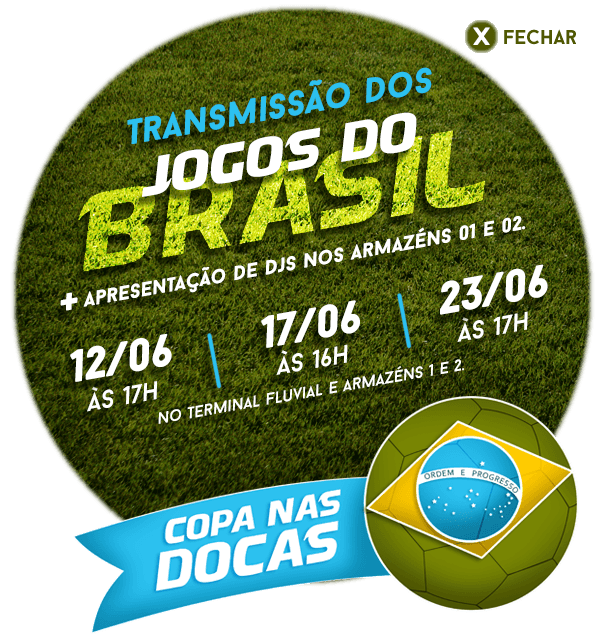 X FECHAR
TRANSMISSÃO DOS
JOGOS DO
BRASIL
+ APRESENTAÇÃO DE DJS NOS ARMAZÉNS 01 E 02.
12/06 | 17/06 | 23/06
ÀS 17H ÀS 16H ÀS 17H
NO TERMINAL FLUVIAL E ARMAZÉNS 1 E 2.
ORDEM E PROGRESSO
COPA NAS
DOCAS